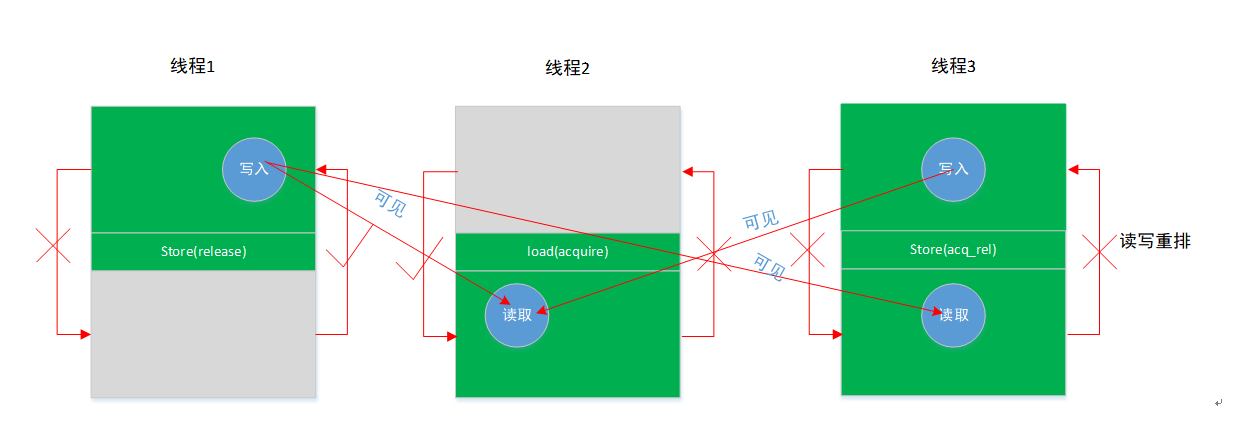 线程1
线程2
线程3
写入
写入
可见
可见
Store(release)
load(acquire)
Store(acq_rel)
读写重排
可见
读取
读取